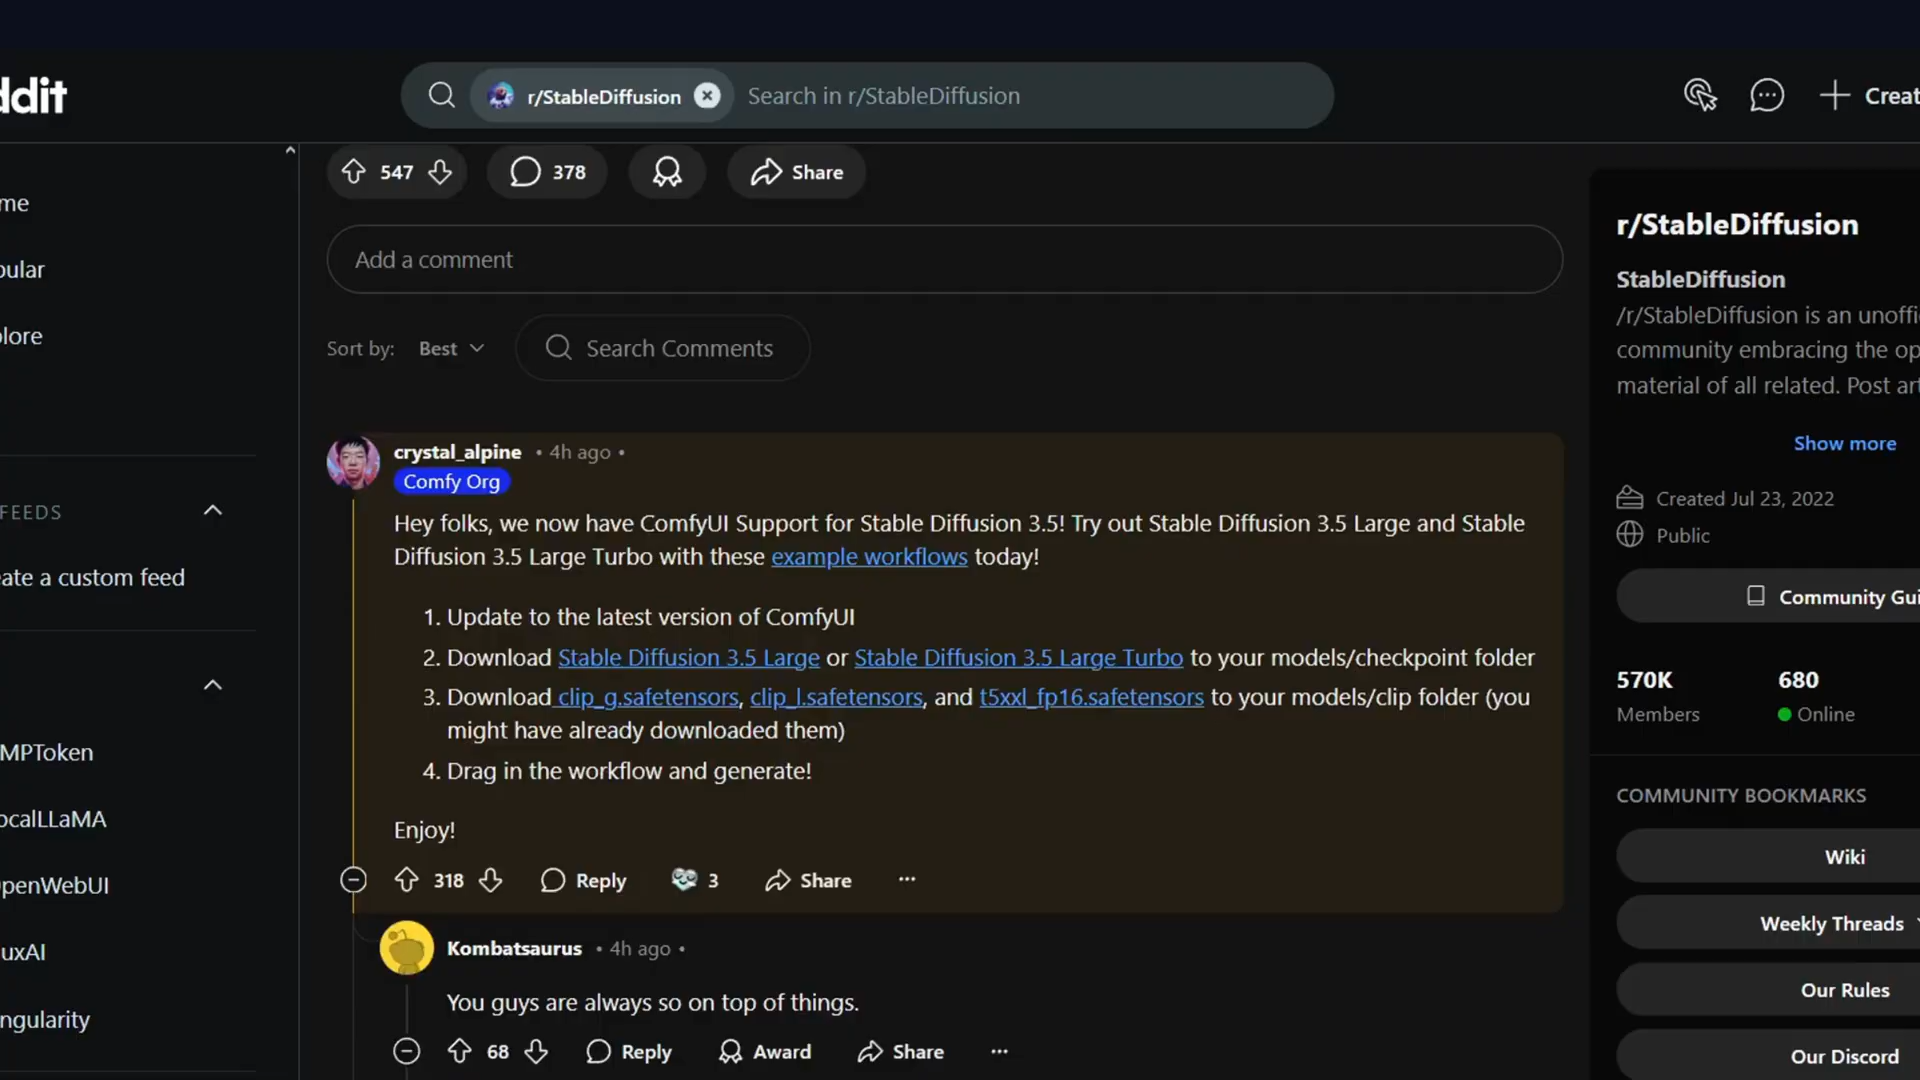 ddit
r/StableDiffusion
Search in r/StableDiffusion
Creat
me
pular
plore
FEEDS
eate a custom feed
MPToken
ocalLLaMA
OpenWebUI
uxAI
ngularity
547
378
Share
Add a comment
Sort by: Best
Search Comments
crystal_alpine • 4h ago •
Comfy Org
Hey folks, we now have ComfyUI Support for Stable Diffusion 3.5! Try out Stable Diffusion 3.5 Large and Stable
Diffusion 3.5 Large Turbo with these example workflows today!
1. Update to the latest version of ComfyUI
2. Download Stable Diffusion 3.5 Large or Stable Diffusion 3.5 Large Turbo to your models/checkpoint folder
3. Download clip_g.safetensors, clip_l.safetensors, and t5xxl_fp16.safetensors to your models/clip folder (you
might have already downloaded them)
4. Drag in the workflow and generate!
Enjoy!
318
Reply
3
Share
Kombatsaurus • 4h ago •
You guys are always so on top of things.
68
Reply
Award
Share
r/StableDiffusion
StableDiffusion
/r/StableDiffusion is an unoffi
community embracing the op
material of all related. Post art
Show more
Created Jul 23, 2022
Public
Community Gui
570K
680
Members
Online
COMMUNITY BOOKMARKS
Wiki
Weekly Threads
Our Rules
Our Discord